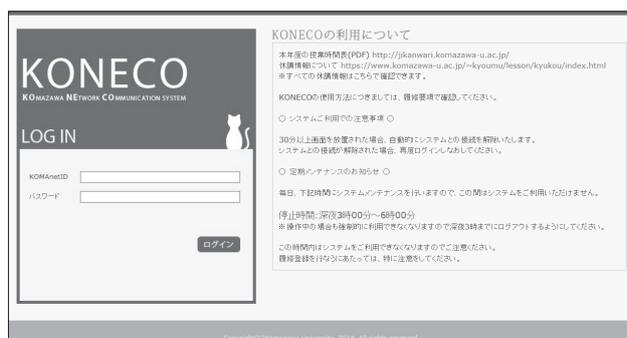 KONECO
KOMAZAWA NETWORK COMMUNICATION SYSTEM
LOG IN
KOMAnetID
パスワード
ログイン
KONECOの利用について
本年度の授業時間表(PDF) http://jikanwari.komazawa-u.ac.jp/
休講情報について https://www.komazawa-u.ac.jp/~kyoumu/lesson/kyukou/index.html
※すべての休講情報はこちらで確認できます。
KONECOの使用方法につきましては、履修要項で確認してください。
○ システムご利用での注意事項 ○
30分以上画面を放置された場合、自動的にシステムとの接続を解除いたします。
システムとの接続が解除された場合、再度ログインしなおしてください。
○ 定期メンテナンスのお知らせ ○
毎日、下記時間にシステムメンテナンスを行いますので、この間はシステムをご利用いただけません。
停止時間:深夜3時00分～6時00分
※操作中の場合も強制的に利用できなくなりますので深夜3時までにログアウトするようにしてください。
この時間内はシステムをご利用できなくなりますのでご注意ください。
履修登録を行なうにあたっては、特に注意をしてください。
Copyright(C)Komazawa University, 2014, All rights reserved.